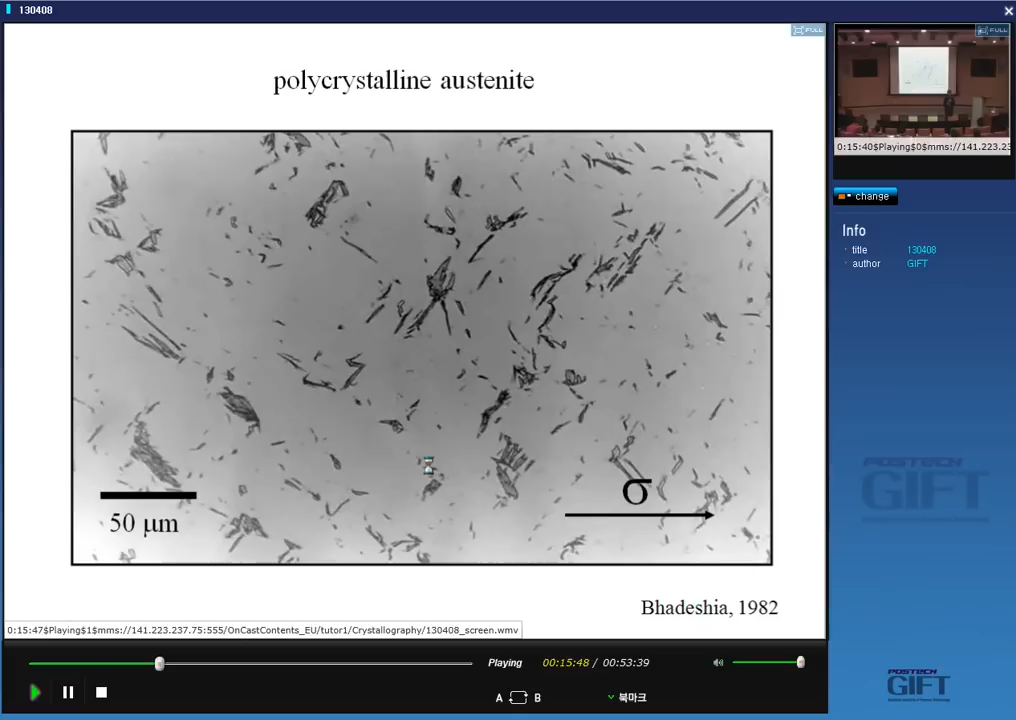 130408
FULL
polycrystalline austenite
50 µm
σ
Bhadeshia, 1982
0:15:47$Playing$1$mms://141.223.237.75:555/OnCastContents_EU/tutor1/Crystallography/130408_screen.wmv
Playing 00:15:48 / 00:53:39
A B
북마크
FULL
0:15:40$Playing$0$mms://141.223.23
change
Info
title 130408
author GIFT
POSTECH
GIFT
POSTECH
GIFT